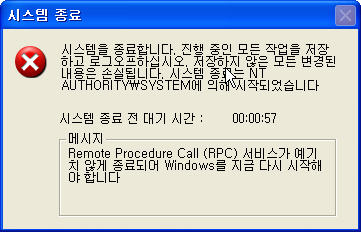 시스템 종료
시스템을 종료합니다. 진행 중인 모든 작업을 저장
하고 로그오프하십시오. 저장하지 않은 모든 변경된
내용은 손실됩니다. 시스템 종료는 NT
AUTHORITY₩SYSTEM에 의해 시작되었습니다
시스템 종료 전 대기 시간 : 00:00:57
메시지
Remote Procedure Call (RPC) 서비스가 예기
치 않게 종료되어 Windows를 지금 다시 시작해
야 합니다